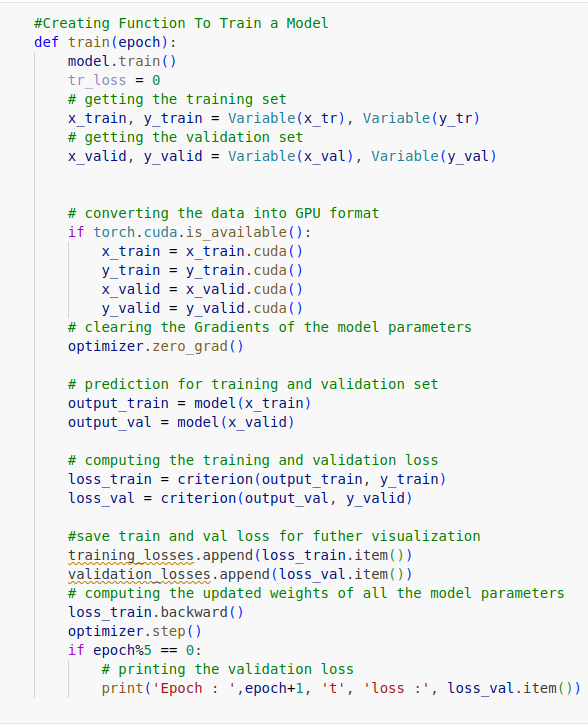 #Creating Function To Train a Model
def train(epoch):
    model.train()
    tr_loss = 0
    # getting the training set
    x_train, y_train = Variable(x_tr), Variable(y_tr)
    # getting the validation set
    x_valid, y_valid = Variable(x_val), Variable(y_val)
    # converting the data into GPU format
    if torch.cuda.is_available():
        x_train = x_train.cuda()
        y_train = y_train.cuda()
        x_valid = x_valid.cuda()
        y_valid = y_valid.cuda()
    # clearing the Gradients of the model parameters
    optimizer.zero_grad()
    # prediction for training and validation set
    output_train = model(x_train)
    output_val = model(x_valid)
    # computing the training and validation loss
    loss_train = criterion(output_train, y_train)
    loss_val = criterion(output_val, y_valid)
    #save train and val loss for futher visualization
    training_losses.append(loss_train.item())
    validation_losses.append(loss_val.item())
    # computing the updated weights of all the model parameters
    loss_train.backward()
    optimizer.step()
    if epoch%5 == 0:
        # printing the validation loss
        print('Epoch : ',epoch+1, 't', 'loss :', loss_val.item())